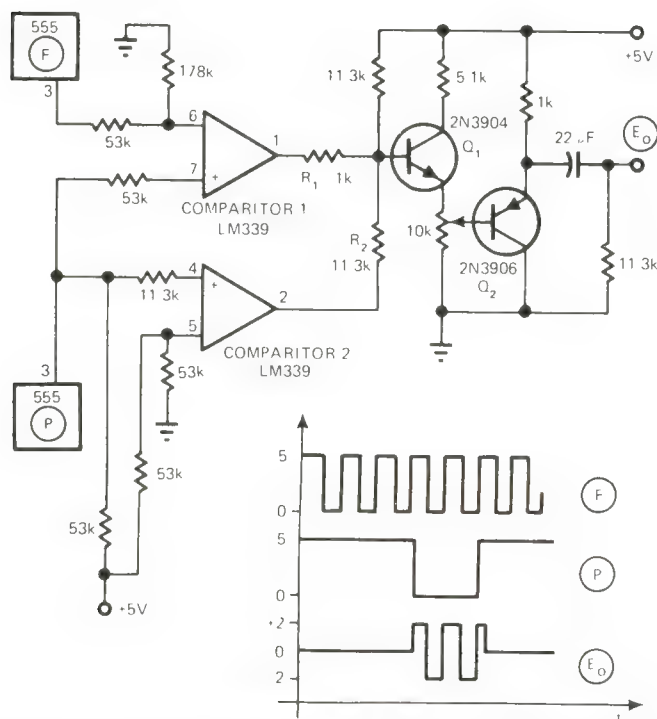 555
F
3
178k
53k
6
7
+
1
53k
COMPARITOR 1
LM339
R1 1k
11 3k
5 1k
2N3904
Q1
+5V
1k
22 μF
E0
R2
11 3k
10k
2N3906
Q2
11 3k
11 3k
4
+
5
2
COMPARITOR 2
LM339
53k
3
555
P
53k
53k
+5V
5
0
F
5
0
P
+2
0
2
E0
t